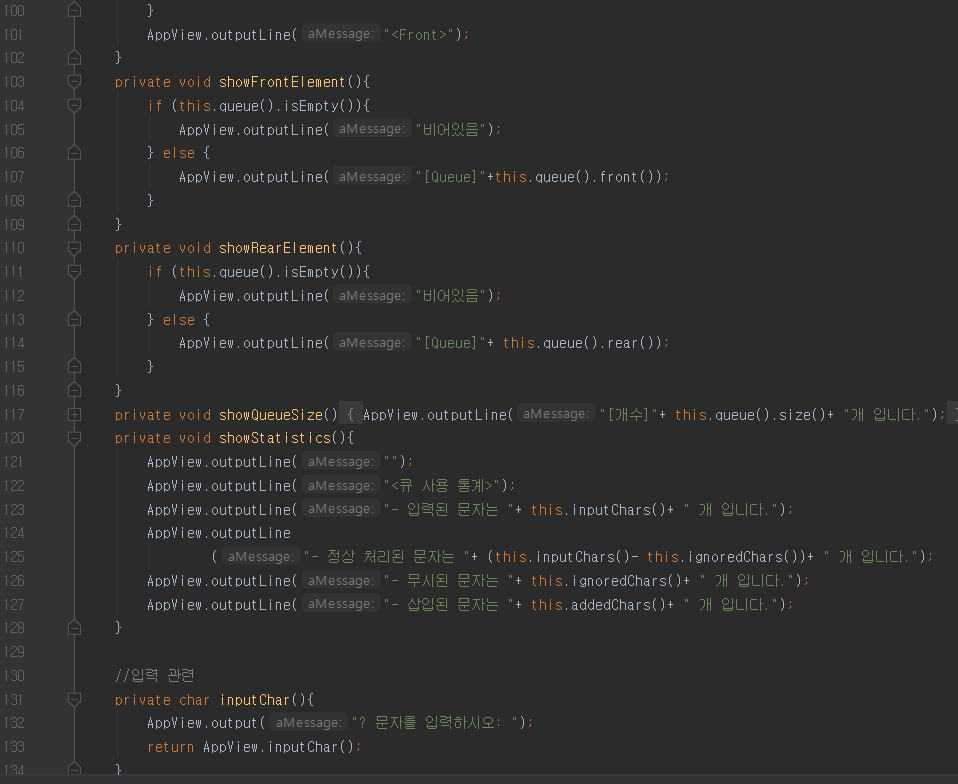 100 }
101 AppView.outputLine( aMessage: "<Front>");
102 }
103 private void showFrontElement(){
104 if (this.queue().isEmpty()){
105 AppView.outputLine( aMessage: "비어있음");
106 } else {
107 AppView.outputLine( aMessage: "[Queue]"+this.queue().front());
108 }
109 }
110 private void showRearElement(){
111 if (this.queue().isEmpty()){
112 AppView.outputLine( aMessage: "비어있음");
113 } else {
114 AppView.outputLine( aMessage: "[Queue]"+ this.queue().rear());
115 }
116 }
117 private void showQueueSize() { AppView.outputLine( aMessage: "[개수]"+ this.queue().size()+ "개 입니다.");
120 private void showStatistics(){
121 AppView.outputLine( aMessage: "");
122 AppView.outputLine( aMessage: "<큐 사용 통계>");
123 AppView.outputLine( aMessage: "- 입력된 문자는 "+ this.inputChars()+ " 개 입니다.");
124 AppView.outputLine
125 ( aMessage: "- 정상 처리된 문자는 "+ (this.inputChars()- this.ignoredChars())+ " 개 입니다.");
126 AppView.outputLine( aMessage: "- 무시된 문자는 "+ this.ignoredChars()+ " 개 입니다.");
127 AppView.outputLine( aMessage: "- 삽입된 문자는 "+ this.addedChars()+ " 개 입니다.");
128 }
129
130 //입력 관련
131 private char inputChar(){
132 AppView.output( aMessage: "? 문자를 입력하시오: ");
133 return AppView.inputChar();
134 }